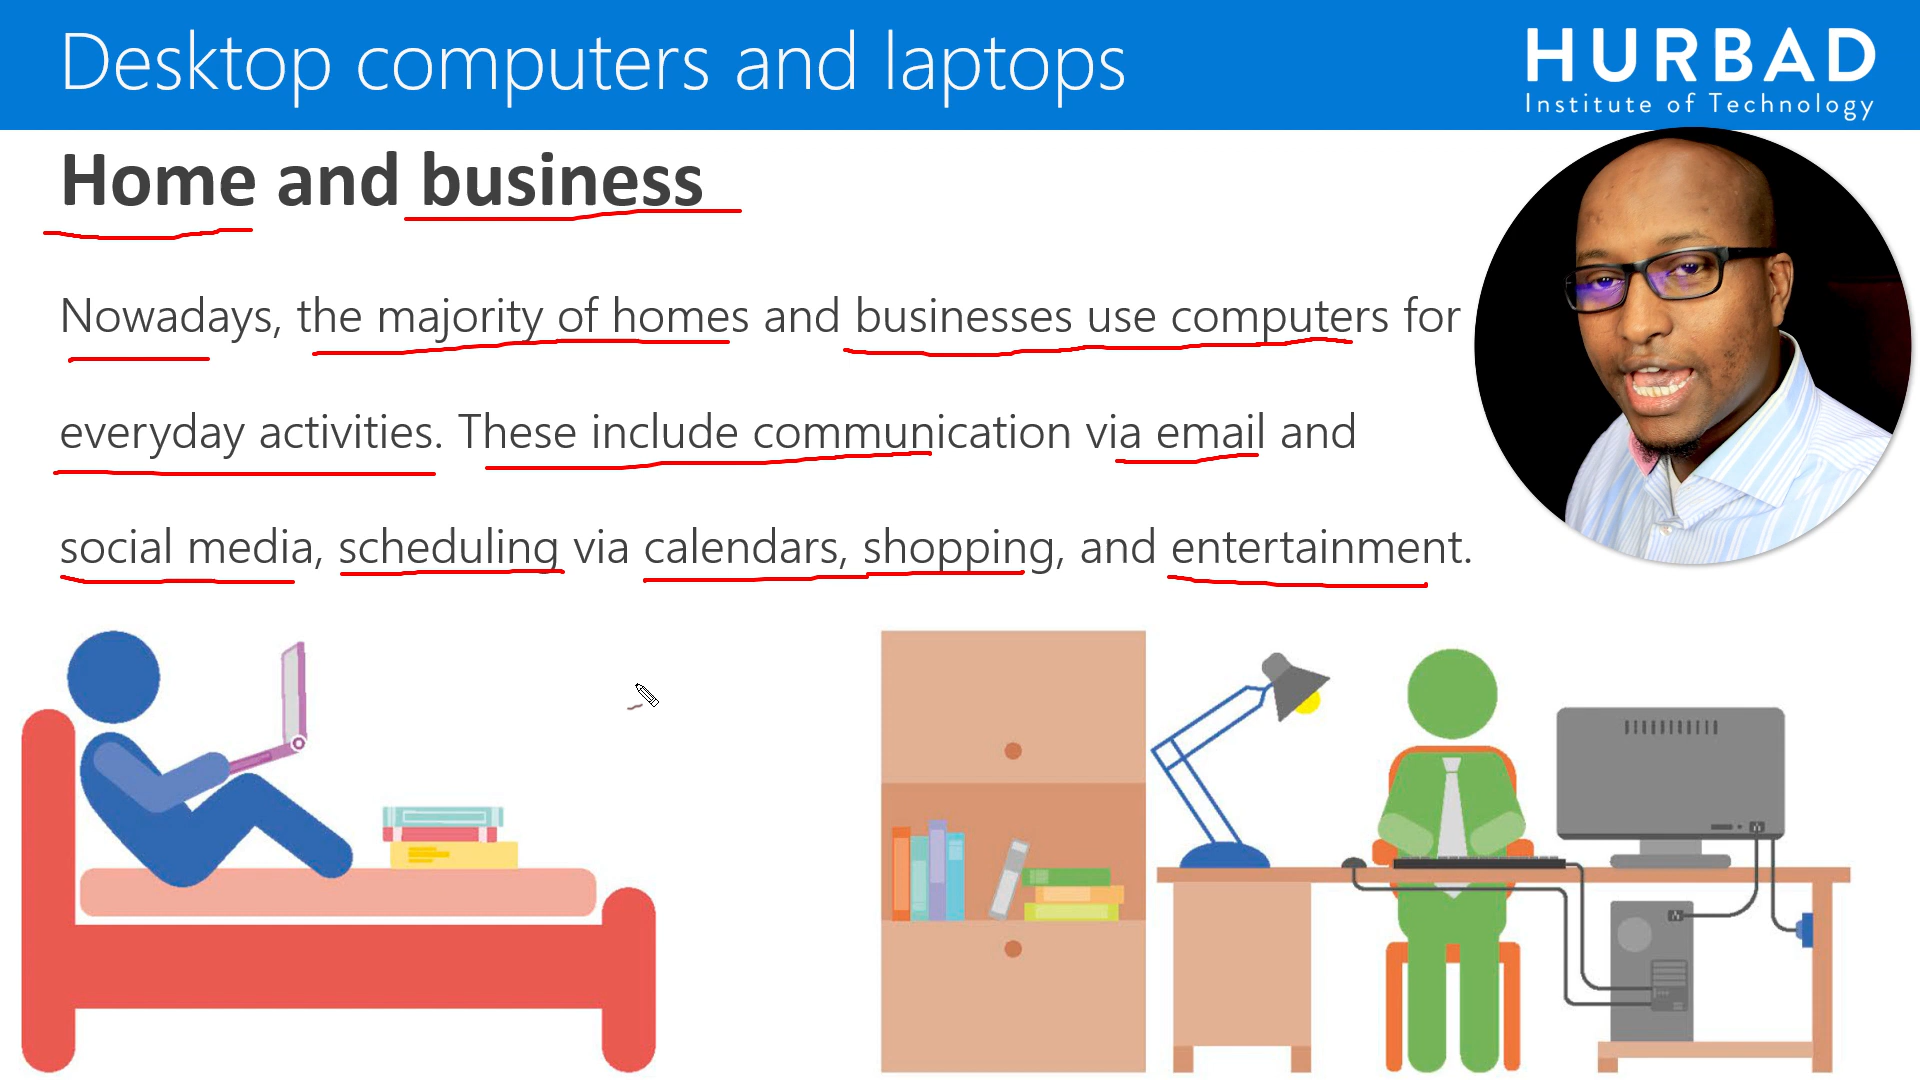 Desktop computers and laptops
HURBAD
Institute of Technology
Home and business
Nowadays, the majority of homes and businesses use computers for
everyday activities. These include communication via email and
social media, scheduling via calendars, shopping, and entertainment.